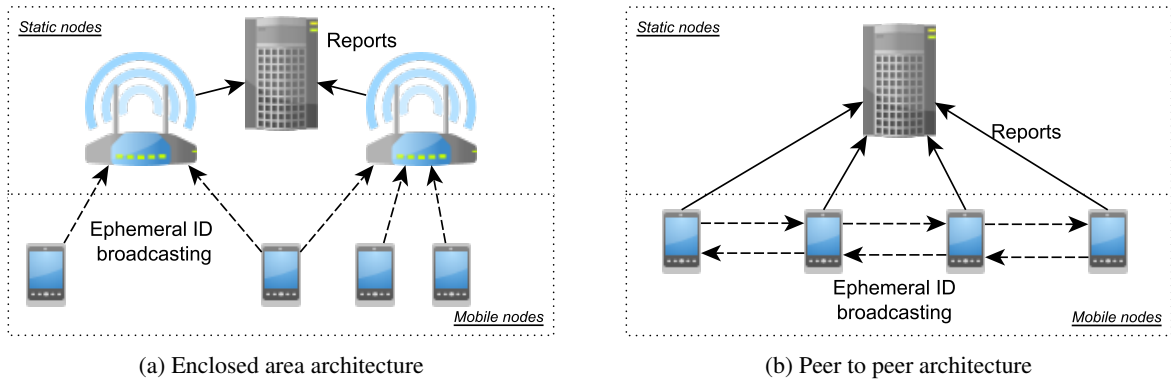 Static nodes
Reports
Ephemeral ID
broadcasting
Mobile nodes
(a) Enclosed area architecture
Static nodes
Reports
Ephemeral ID
broadcasting
Mobile nodes
(b) Peer to peer architecture